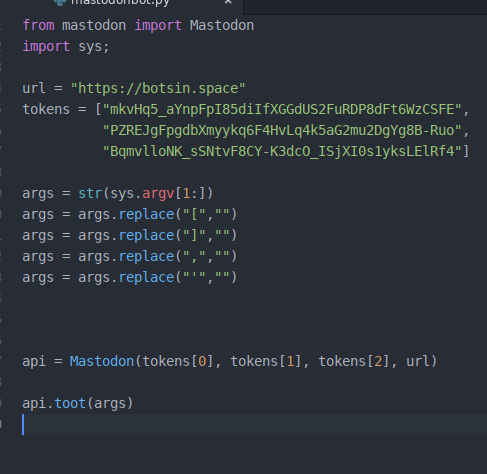 mastodonbot.py ×
from mastodon import Mastodon
import sys;
url = "https://botsin.space"
tokens = ["mkvHq5_aYnpFpI85diIfXGGdUS2FuRDP8dFt6WzCSFE",
"PZREJgFpgdbXmyykq6F4HvLq4k5aG2mu2DgYg8B-Ruo",
"BqmvlloNK_sSNtvF8CY-K3dcO_ISjXI0s1yksLElRf4"]
args = str(sys.argv[1:])
args = args.replace("[","")
args = args.replace("]","")
args = args.replace(",","")
args = args.replace("'","")
api = Mastodon(tokens[0], tokens[1], tokens[2], url)
api.toot(args)